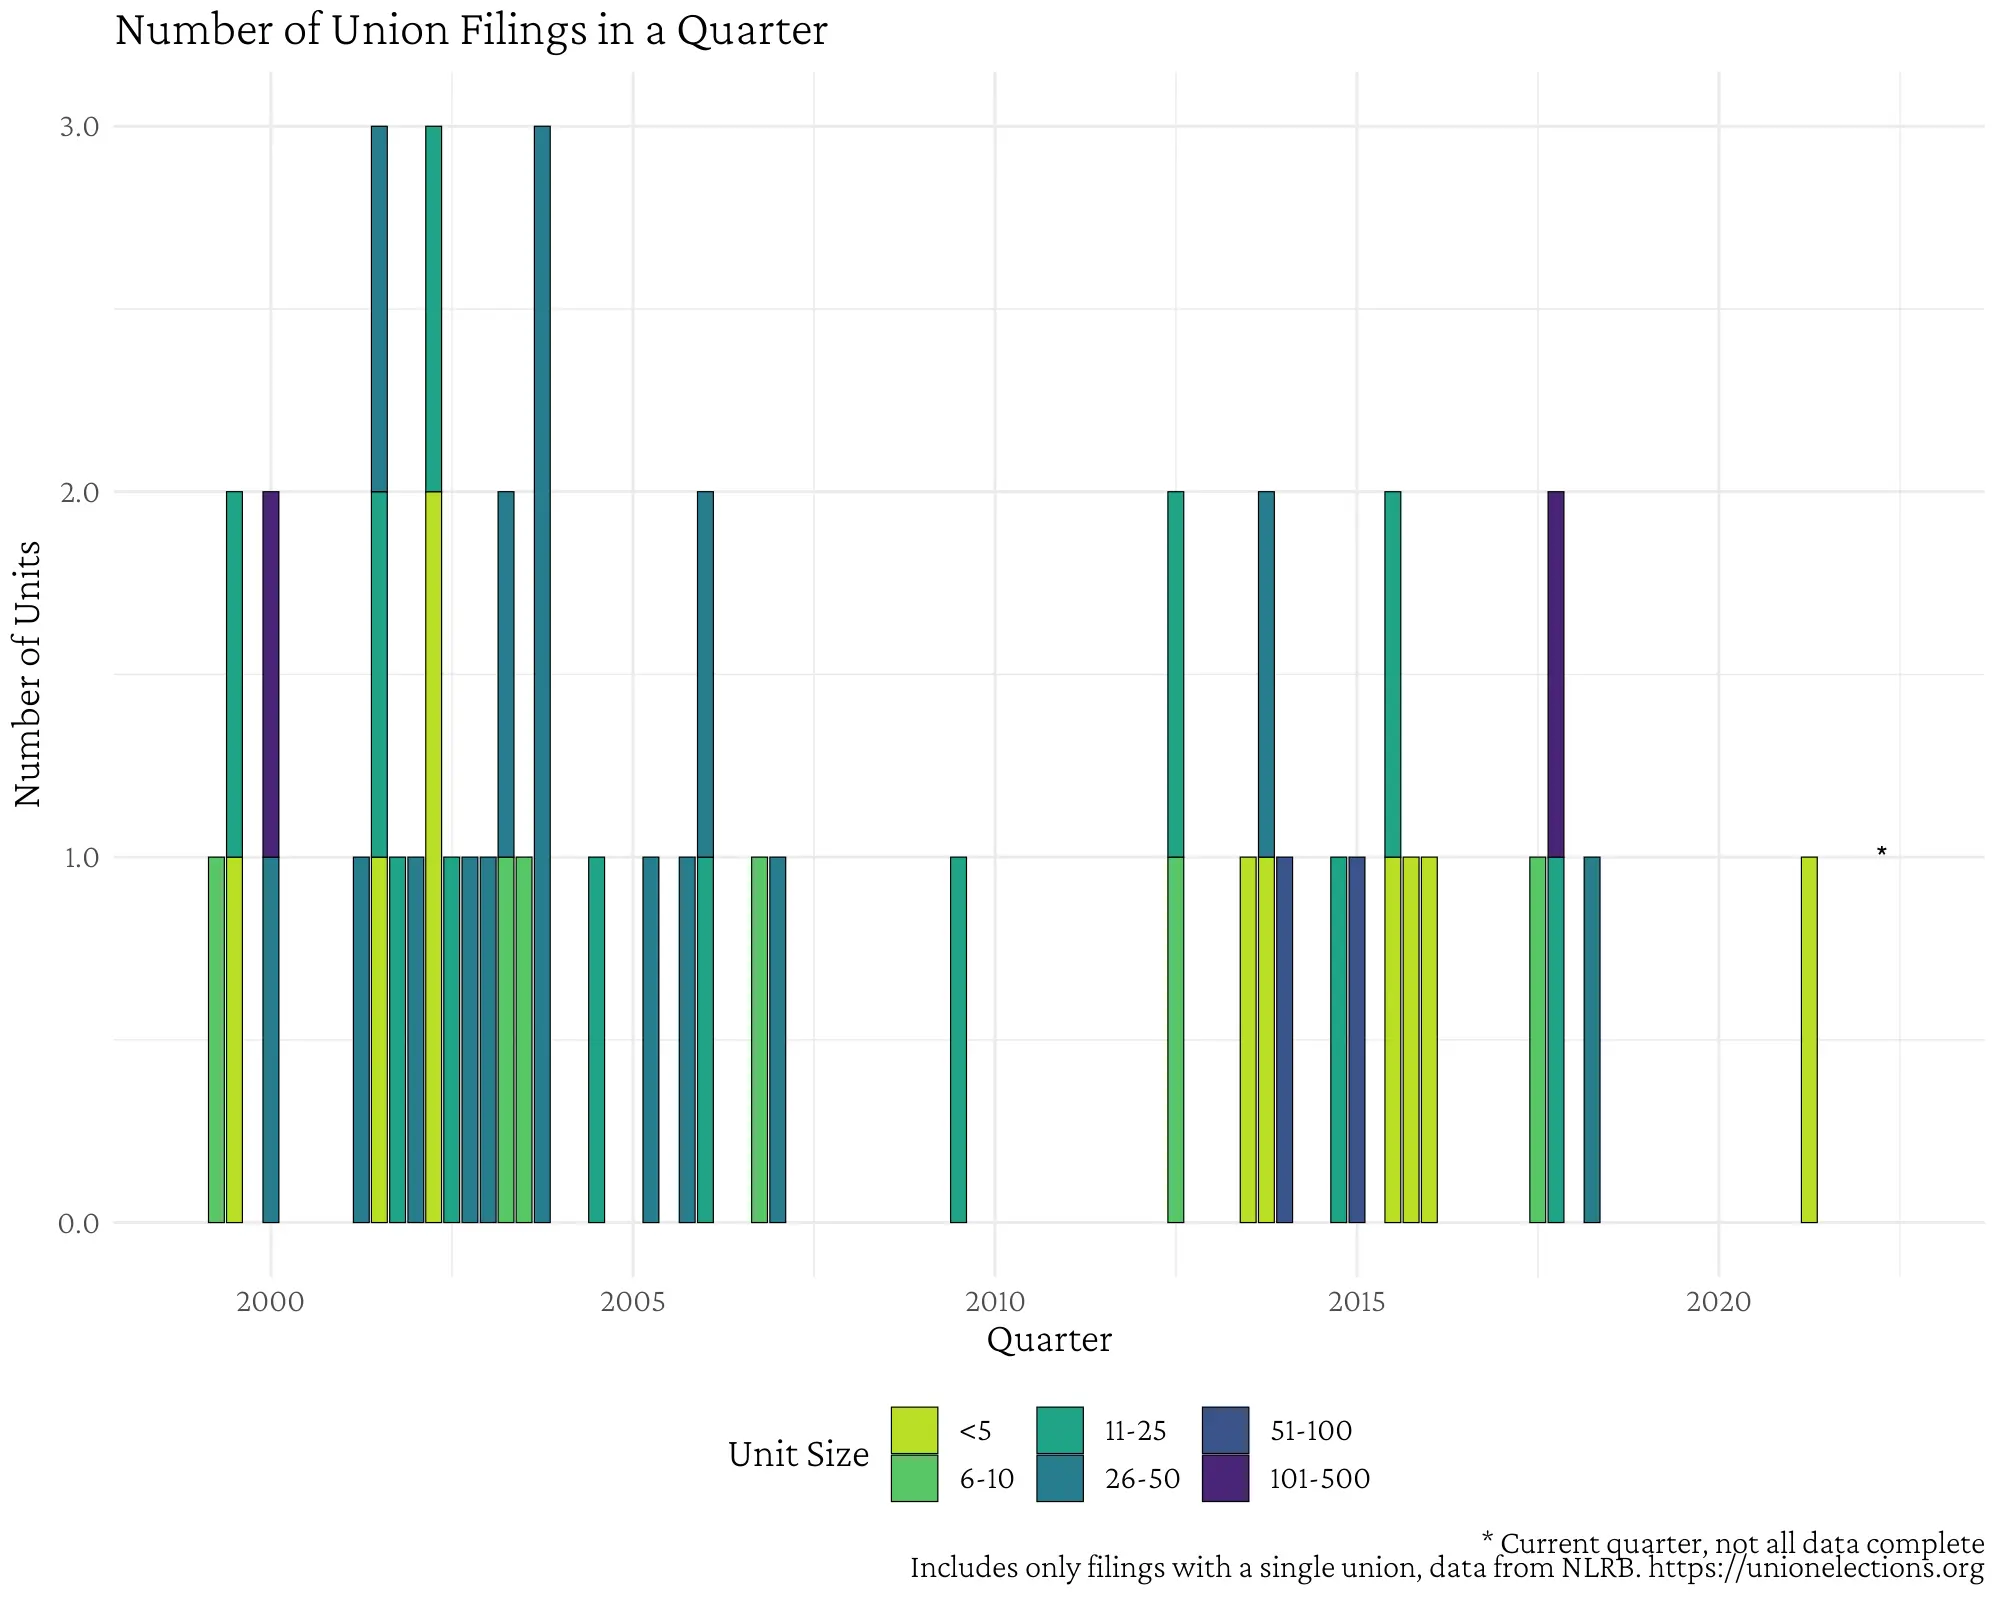 Number of Union Filings in a Quarter
Number of Units
3.0
2.0
1.0
0.0
*
2000 2005 2010 2015 2020
Quarter
Unit Size
<5 11-25 51-100
6-10 26-50 101-500
* Current quarter, not all data complete
Includes only filings with a single union, data from NLRB. https://unionelections.org